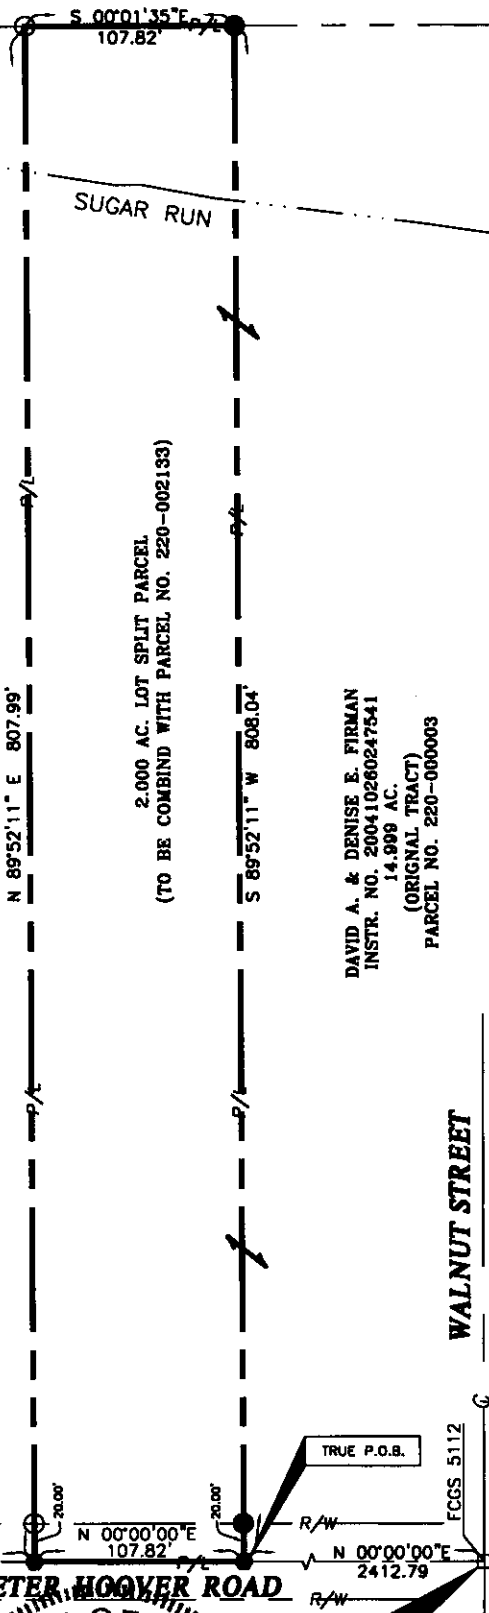 S 00°01'35"E
P/L
107.82'
SUGAR RUN
P/L
P/L
2.000 AC. LOT SPLIT PARCEL
(TO BE COMBIND WITH PARCEL NO. 220-002133)
N 89°52'11" E 807.99'
S 89°52'11" W 808.04'
DAVID A. & DENISE E. FIRMAN
INSTR. NO. 200410260247541
14.999 AC.
(ORIGNAL TRACT)
PARCEL NO. 220-000003
P/L
P/L
WALNUT STREET
FCGS 5112
TRUE P.O.B.
20.00'
20.00'
R/W
N 00°00'00"E
107.82'
P/L
N 00°00'00"E
2412.79
ETER HOOVER ROAD
R/W